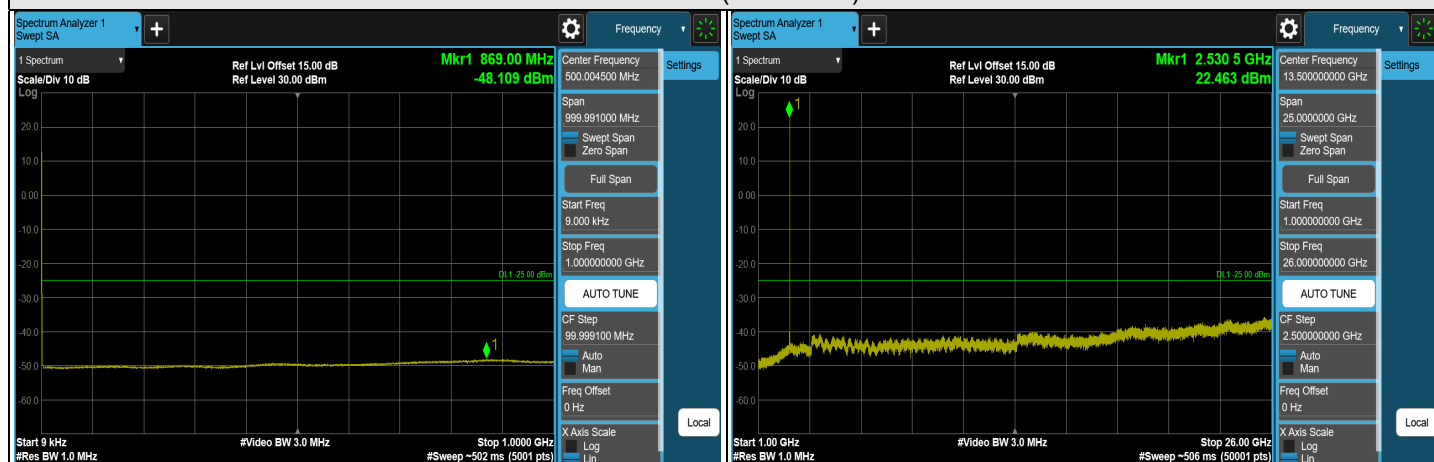 Spectrum Analyzer 1
Swept SA
+
Frequency
1 Spectrum
Scale/Div 10 dB
Log
Ref Lvl Offset 15.00 dB
Ref Level 30.00 dBm
Mkr1 869.00 MHz
-48.109 dBm
20.0
10.0
0.00
-10.0
-20.0
-30.0
-40.0
-50.0
-60.0
DL1 -25.00 dBm
1
Start 9 kHz
#Res BW 1.0 MHz
#Video BW 3.0 MHz
Stop 1.0000 GHz
#Sweep ~502 ms (5001 pts)
Center Frequency
500.004500 MHz
Span
999.991000 MHz
Swept Span
Zero Span
Full Span
Start Freq
9.000 kHz
Stop Freq
1.000000000 GHz
AUTO TUNE
CF Step
99.999100 MHz
Auto
Man
Freq Offset
0 Hz
X Axis Scale
Log
Lin
Settings
Local
Spectrum Analyzer 1
Swept SA
+
Frequency
1 Spectrum
Scale/Div 10 dB
Log
Ref Lvl Offset 15.00 dB
Ref Level 30.00 dBm
Mkr1 2.530 5 GHz
22.463 dBm
1
20.0
10.0
0.00
-10.0
-20.0
-30.0
-40.0
-50.0
-60.0
DL1 -25.00 dBm
Start 1.00 GHz
#Res BW 1.0 MHz
#Video BW 3.0 MHz
Stop 26.00 GHz
#Sweep ~506 ms (5001 pts)
Center Frequency
13.500000000 GHz
Span
25.0000000 GHz
Swept Span
Zero Span
Full Span
Start Freq
1.000000000 GHz
Stop Freq
26.000000000 GHz
AUTO TUNE
CF Step
2.500000000 GHz
Auto
Man
Freq Offset
0 Hz
X Axis Scale
Log
Lin
Settings
Local